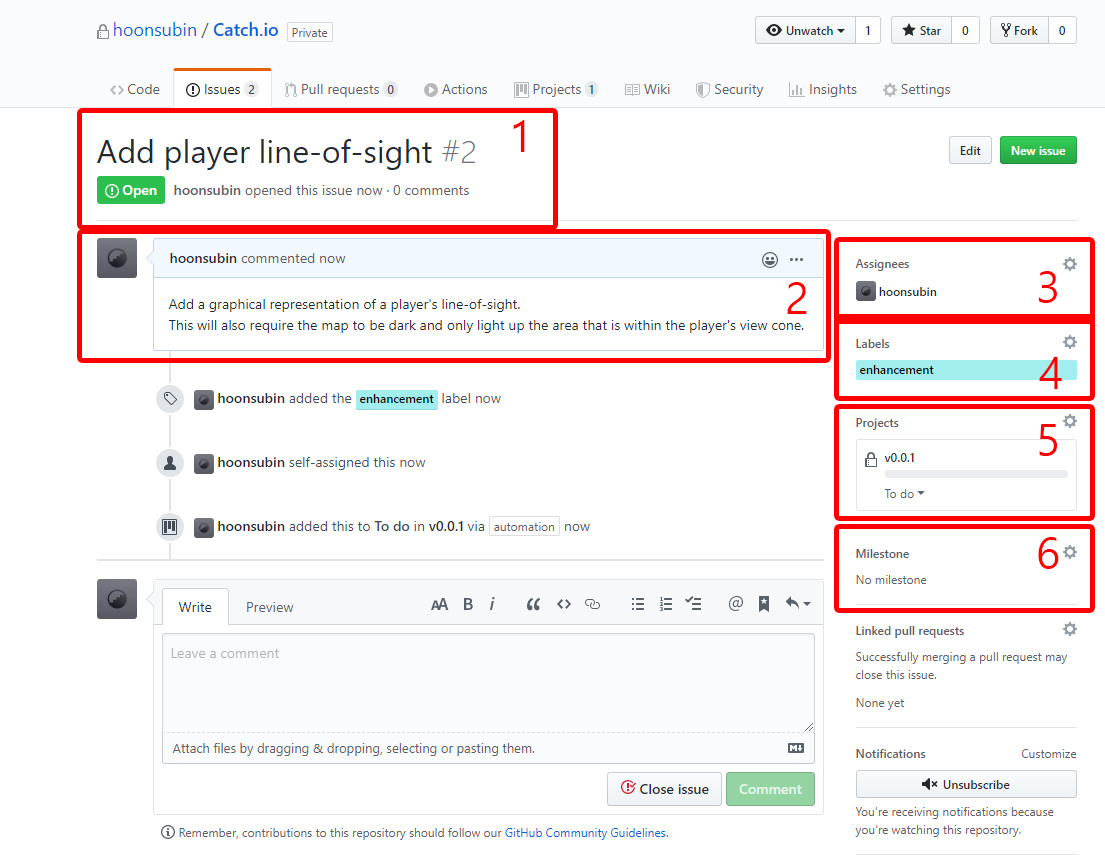 hoonsubin / Catch.io Private
Unwatch 1 Star 0 Fork 0
Code Issues 2 Pull requests 0 Actions Projects 1 Wiki Security Insights Settings
Add player line-of-sight #2
1
Edit New issue
Open hoonsubin opened this issue now · 0 comments
hoonsubin commented now
2
Add a graphical representation of a player's line-of-sight.
This will also require the map to be dark and only light up the area that is within the player's view cone.
hoonsubin added the enhancement label now
hoonsubin self-assigned this now
hoonsubin added this to To do in v0.0.1 via automation now
Write Preview
AA B i
Leave a comment
Attach files by dragging & dropping, selecting or pasting them.
Close issue Comment
Remember, contributions to this repository should follow our GitHub Community Guidelines.
Assignees
hoonsubin
3
Labels
enhancement
4
Projects
5
v0.0.1
To do
Milestone
6
No milestone
Linked pull requests
Successfully merging a pull request may
close this issue.
None yet
Notifications Customize
Unsubscribe
You're receiving notifications because
you're watching this repository.